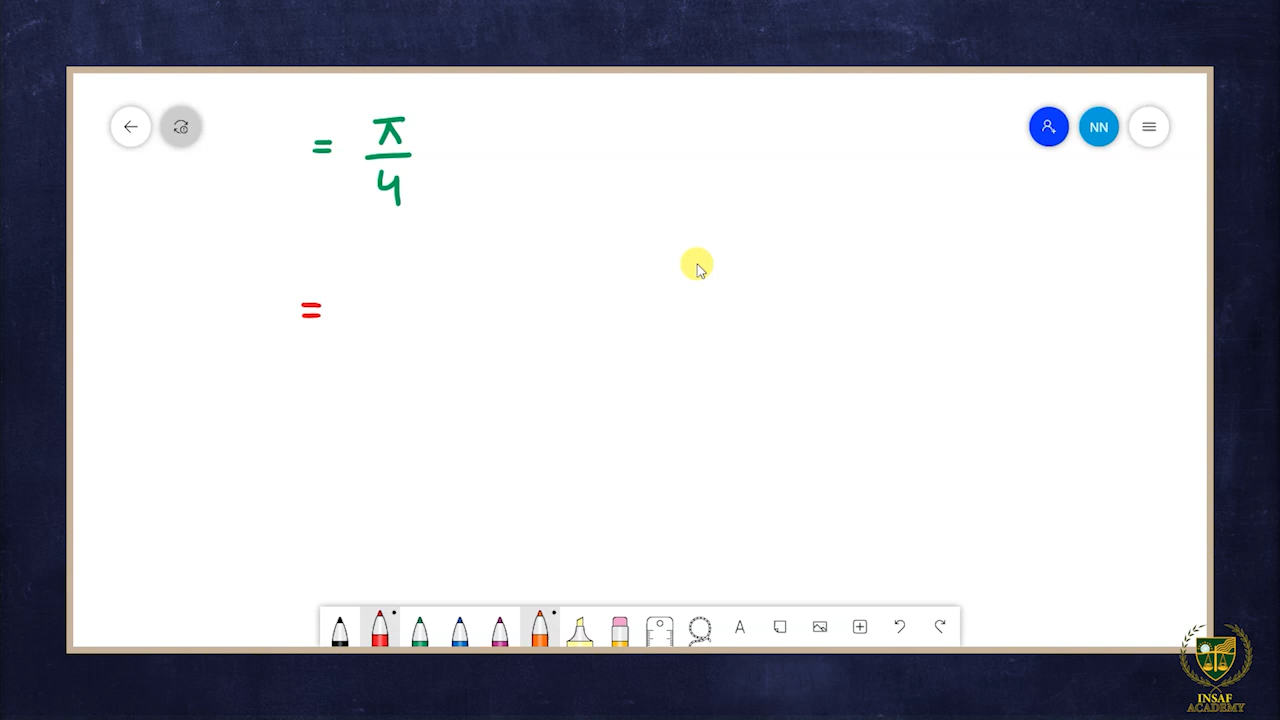 = π/4
NN
=
A
INSAF
ACADEMY